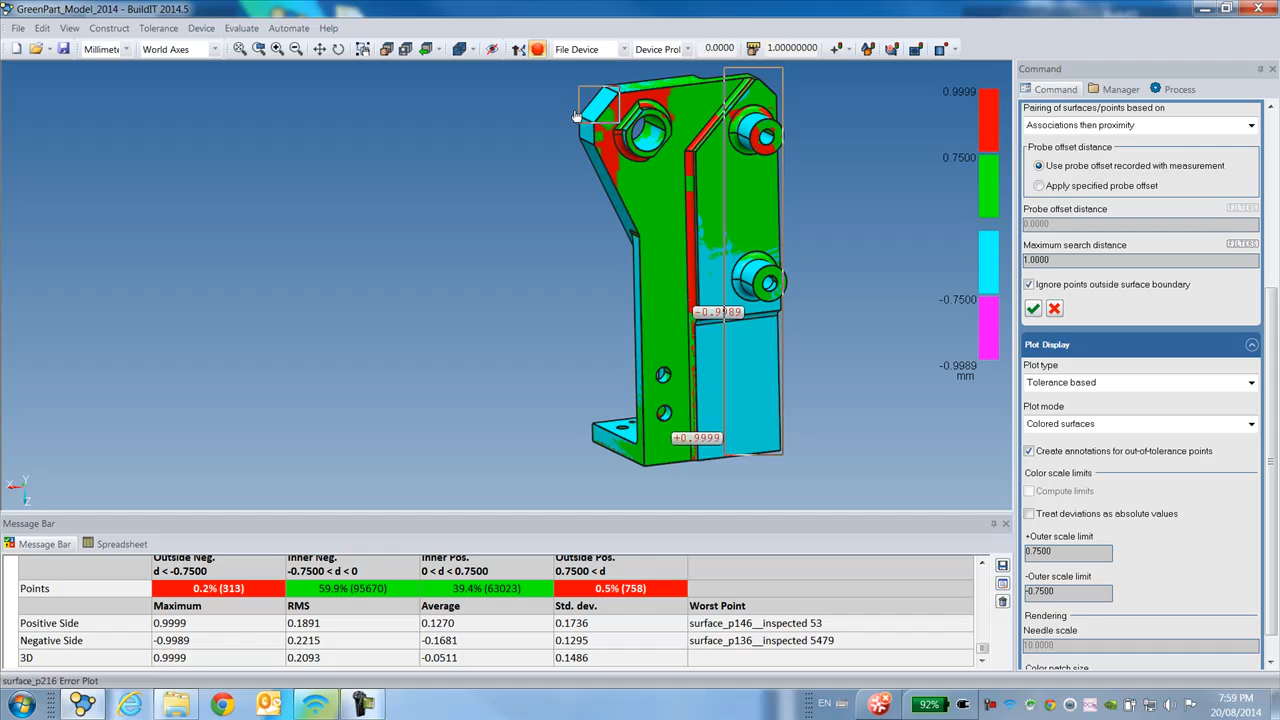 GreenPart_Model_2014 - BuildIT 2014.5
File Edit View Construct Tolerance Device Evaluate Automate Help
Millimete World Axes File Device Device Prol 0.0000 1.00000000
0.9999
0.7500
-0.7500
-0.9989
mm
-0.9989
+0.9999
X Y Z
Command
Command Manager Process
Pairing of surfaces/points based on
Associations then proximity
Probe offset distance
Use probe offset recorded with measurement
Apply specified probe offset
Probe offset distance FILTERS
0.0000
Maximum search distance FILTERS
1.0000
Ignore points outside surface boundary
Plot Display
Plot type
Tolerance based
Plot mode
Colored surfaces
Create annotations for out-of-tolerance points
Color scale limits
Compute limits
Treat deviations as absolute values
+Outer scale limit
0.7500
-Outer scale limit
-0.7500
Rendering
Needle scale
10.0000
Color patch size
Message Bar
Message Bar Spreadsheet
Outside Neg. Inner Neg. Inner Pos. Outside Pos.
d < -0.7500 -0.7500 < d < 0 0 < d < 0.7500 0.7500 < d
Points 0.2% (313) 59.9% (95670) 39.4% (63023) 0.5% (758)
Maximum RMS Average Std. dev. Worst Point
Positive Side 0.9999 0.1891 0.1270 0.1736 surface_p146__inspected 53
Negative Side -0.9989 0.2215 -0.1681 0.1295 surface_p136__inspected 5479
3D 0.9999 0.2093 -0.0511 0.1486
surface_p216 Error Plot
EN 92% 7:59 PM
20/08/2014